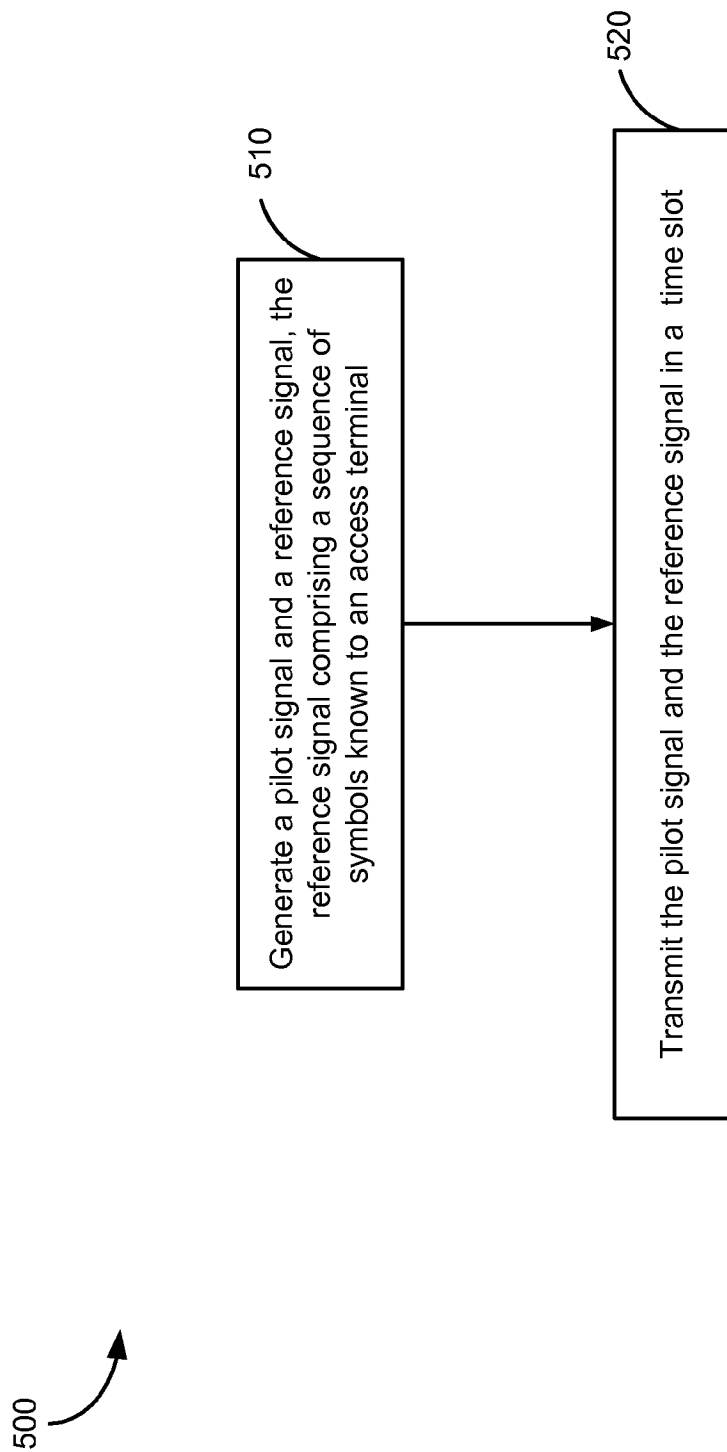 500
510
Generate a pilot signal and a reference signal, the
reference signal comprising a sequence of
symbols known to an access terminal
520
Transmit the pilot signal and the reference signal in a time slot